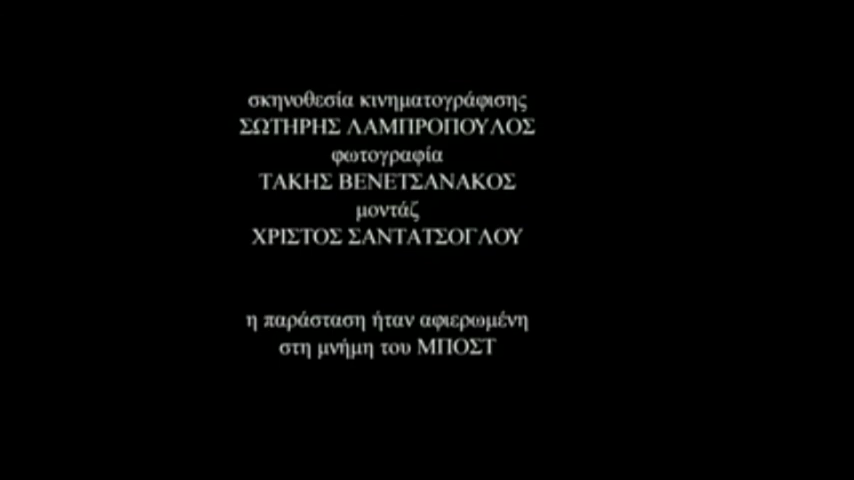 σκηνοθεσία κινηματογράφισης
ΣΩΤΗΡΗΣ ΛΑΜΠΡΟΠΟΥΛΟΣ
φωτογραφία
ΤΑΚΗΣ ΒΕΝΕΤΣΑΝΑΚΟΣ
μοντάζ
ΧΡΙΣΤΟΣ ΣΑΝΤΑΤΣΟΓΛΟΥ
η παράσταση ήταν αφιερωμένη
στη μνήμη του ΜΠΟΣΤ